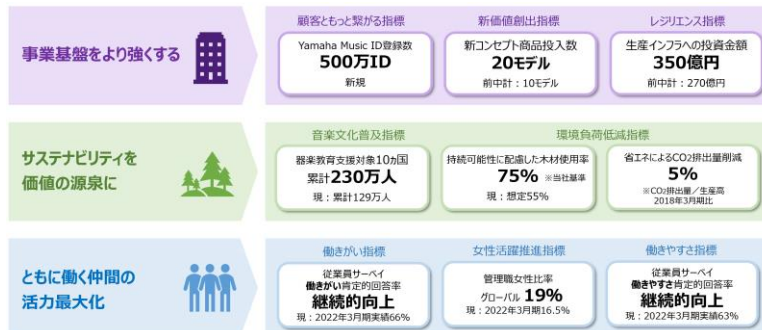 事業基盤をより強くする
顧客ともっと繋がる指標
Yamaha Music ID登録数
500万ID
新規
新価値創出指標
新コンセプト商品投入数
20モデル
前中計：10モデル
レジリエンス指標
生産インフラへの投資金額
350億円
前中計：270億円
サステナビリティを
価値の源泉に
音楽文化普及指標
器楽教育支援対象10ヵ国
累計230万人
現：累計129万人
環境負荷低減指標
持続可能性に配慮した木材使用率
75% ※当社基準
現：想定55%
省エネによるCO2排出量削減
5%
※CO2排出量／生産高
2018年3月期比
ともに働く仲間の
活力最大化
働きがい指標
従業員サーベイ
働きがい肯定的回答率
継続的向上
現：2022年3月期実績66%
女性活躍推進指標
管理職女性比率
グローバル 19%
現：2022年3月期16.5%
働きやすさ指標
従業員サーベイ
働きやすさ肯定的回答率
継続的向上
現：2022年3月期実績63%